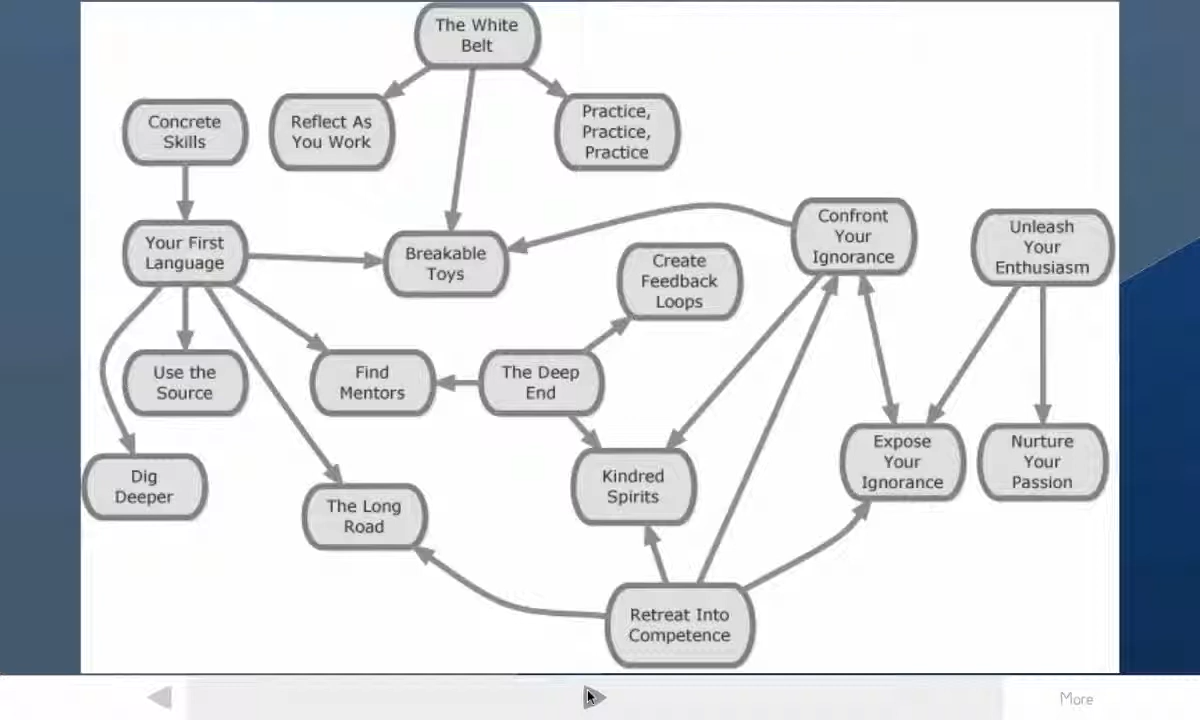 The White
Belt
Concrete
Skills
Reflect As
You Work
Practice,
Practice,
Practice
Your First
Language
Breakable
Toys
Confront
Your
Ignorance
Unleash
Your
Enthusiasm
Create
Feedback
Loops
Use the
Source
Find
Mentors
The Deep
End
Dig
Deeper
The Long
Road
Kindred
Spirits
Expose
Your
Ignorance
Nurture
Your
Passion
Retreat Into
Competence
More